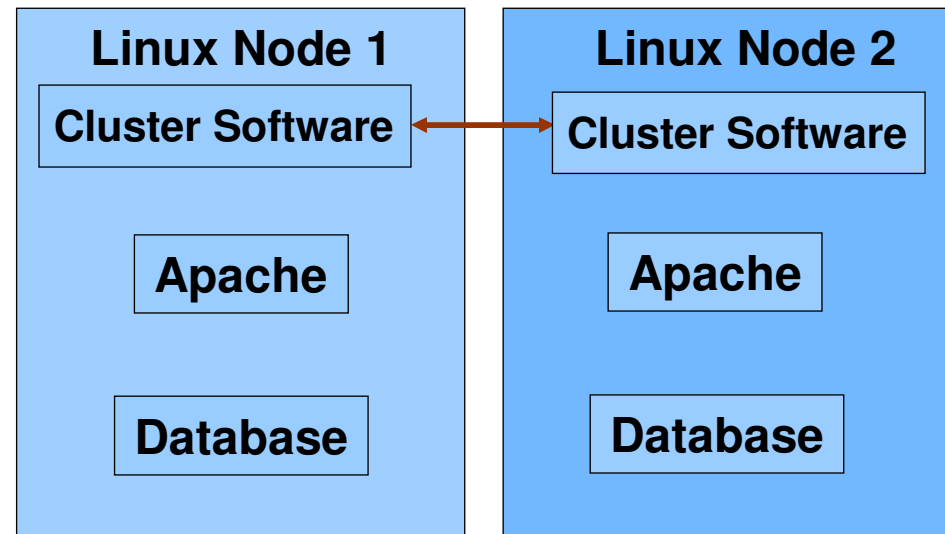 Linux Node 1
Cluster Software
Apache
Database
Linux Node 2
Cluster Software
Apache
Database